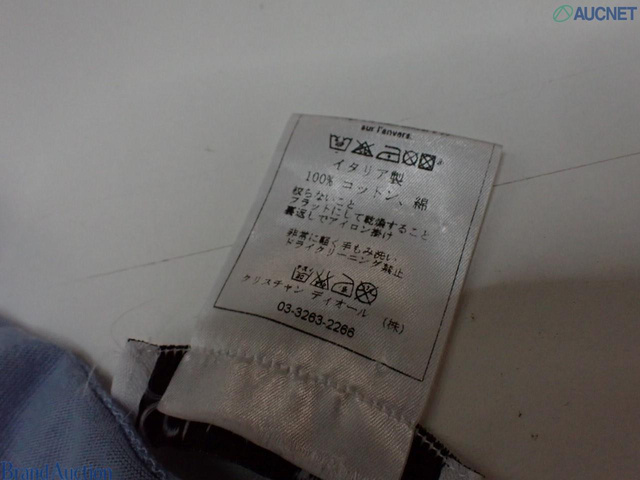 AUCNET
sur l'anvers.
イタリア製
100% コットン、綿
絞らないこと
フラットにして乾燥すること
裏返しでアイロン掛け
非常に軽く手もみ洗い
ドライクリーニング禁止
クリスチャン ディオール (株)
03-3263-2266
Brand Auction